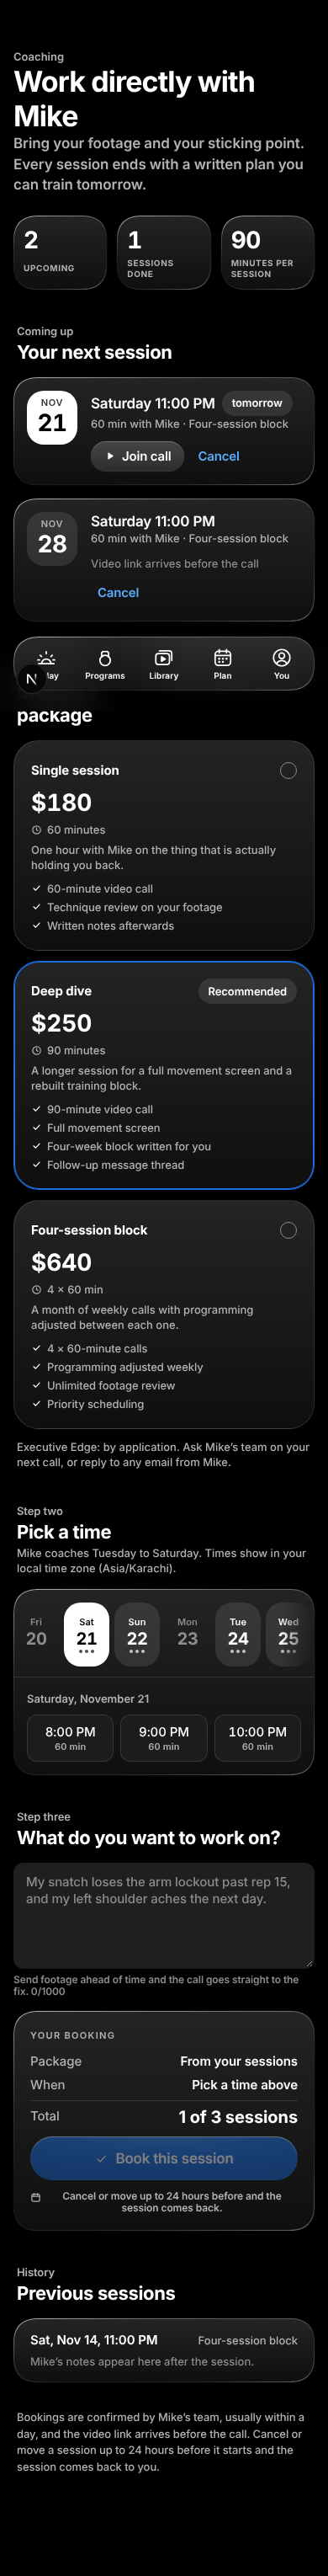 Coaching
Work directly with
Mike
Bring your footage and your sticking point.
Every session ends with a written plan you
can train tomorrow.
2
UPCOMING
1
SESSIONS
DONE
90
MINUTES PER
SESSION
Coming up
Your next session
NOV
21
Saturday 11:00 PM
tomorrow
60 min with Mike · Four-session block
Join call
Cancel
NOV
28
Saturday 11:00 PM
60 min with Mike · Four-session block
Video link arrives before the call
Cancel
N
Programs
Library
Plan
You
package
Single session
$180
60 minutes
One hour with Mike on the thing that is actually
holding you back.
60-minute video call
Technique review on your footage
Written notes afterwards
Deep dive
Recommended
$250
90 minutes
A longer session for a full movement screen and a
rebuilt training block.
90-minute video call
Full movement screen
Four-week block written for you
Follow-up message thread
Four-session block
$640
4 × 60 min
A month of weekly calls with programming
adjusted between each one.
4 × 60-minute calls
Programming adjusted weekly
Unlimited footage review
Priority scheduling
Executive Edge: by application. Ask Mike’s team on your
next call, or reply to any email from Mike.
Step two
Pick a time
Mike coaches Tuesday to Saturday. Times show in your
local time zone (Asia/Karachi).
Fri
20
Sat
21
Sun
22
Mon
23
Tue
24
Wed
25
Saturday, November 21
8:00 PM
60 min
9:00 PM
60 min
10:00 PM
60 min
Step three
What do you want to work on?
My snatch loses the arm lockout past rep 15,
and my left shoulder aches the next day.
Send footage ahead of time and the call goes straight to the
fix. 0/1000
YOUR BOOKING
Package
From your sessions
When
Pick a time above
Total
1 of 3 sessions
Book this session
Cancel or move up to 24 hours before and the
session comes back.
History
Previous sessions
Sat, Nov 14, 11:00 PM
Four-session block
Mike’s notes appear here after the session.
Bookings are confirmed by Mike’s team, usually within a
day, and the video link arrives before the call. Cancel or
move a session up to 24 hours before it starts and the
session comes back to you.